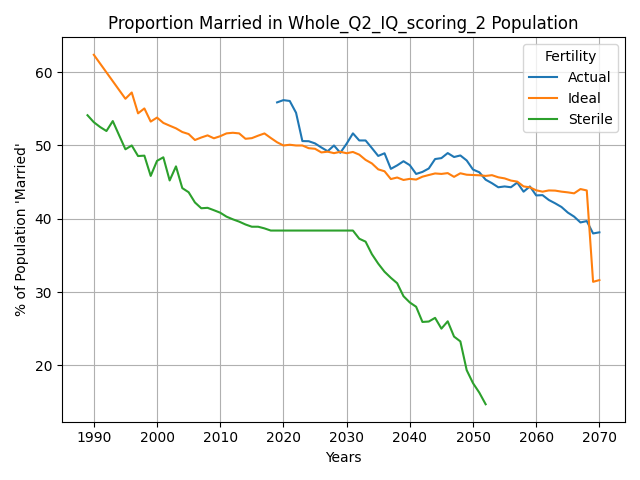 Proportion Married in Whole_Q2_IQ_scoring_2 Population
% of Population 'Married'
60
50
40
30
20
Fertility
Actual
Ideal
Sterile
1990 2000 2010 2020 2030 2040 2050 2060 2070
Years